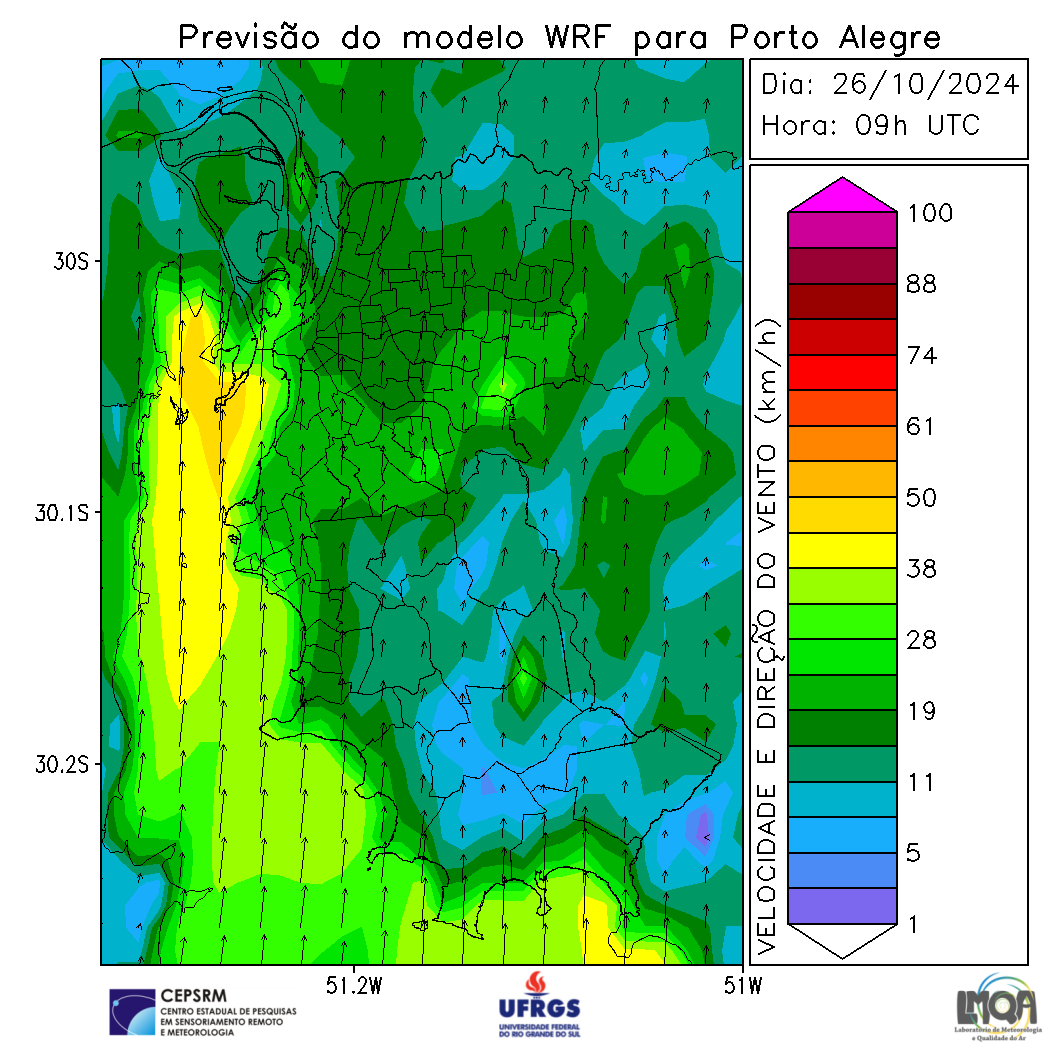 Previsão do modelo WRF para Porto Alegre
Dia: 26/10/2024
Hora: 09h UTC
30S
30.1S
30.2S
51.2W
51W
VELOCIDADE E DIREÇÃO DO VENTO (km/h)
100
88
74
61
50
38
28
19
11
5
1
CEPSRM
CENTRO ESTADUAL DE PESQUISAS
EM SENSORIAMENTO REMOTO
E METEOROLOGIA
UFRGS
UNIVERSIDADE FEDERAL
DO RIO GRANDE DO SUL
LMQA
Laboratório de Meteorologia
e Qualidade do Ar